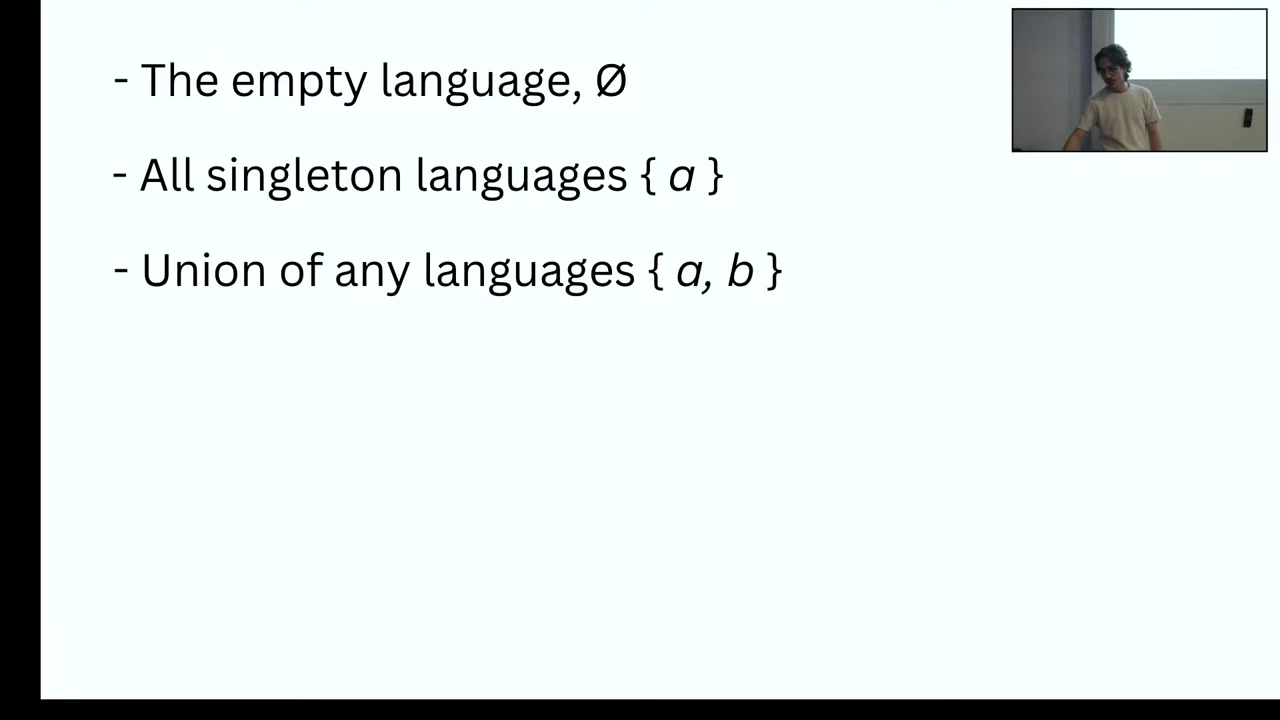 - The empty language, Ø
- All singleton languages { a }
- Union of any languages { a, b }